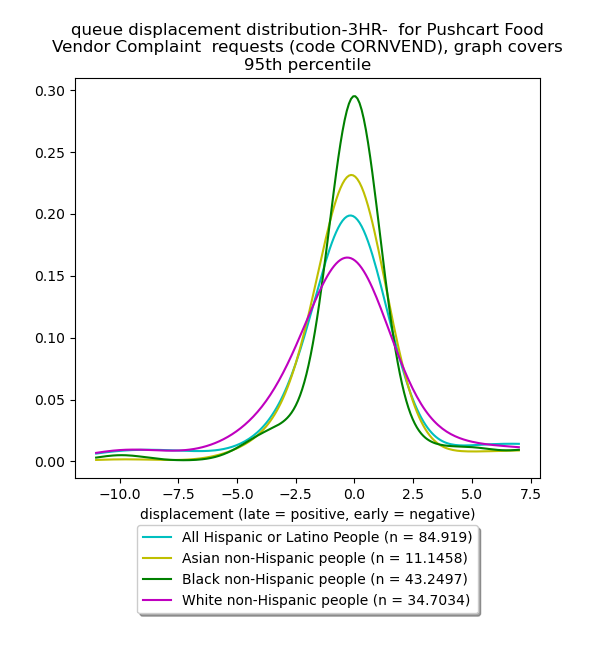 queue displacement distribution-3HR-  for Pushcart Food
Vendor Complaint  requests (code CORNVEND), graph covers
95th percentile
0.30
0.25
0.20
0.15
0.10
0.05
0.00
−10.0 −7.5 −5.0 −2.5 0.0 2.5 5.0 7.5
displacement (late = positive, early = negative)
All Hispanic or Latino People (n = 84.919)
Asian non-Hispanic people (n = 11.1458)
Black non-Hispanic people (n = 43.2497)
White non-Hispanic people (n = 34.7034)